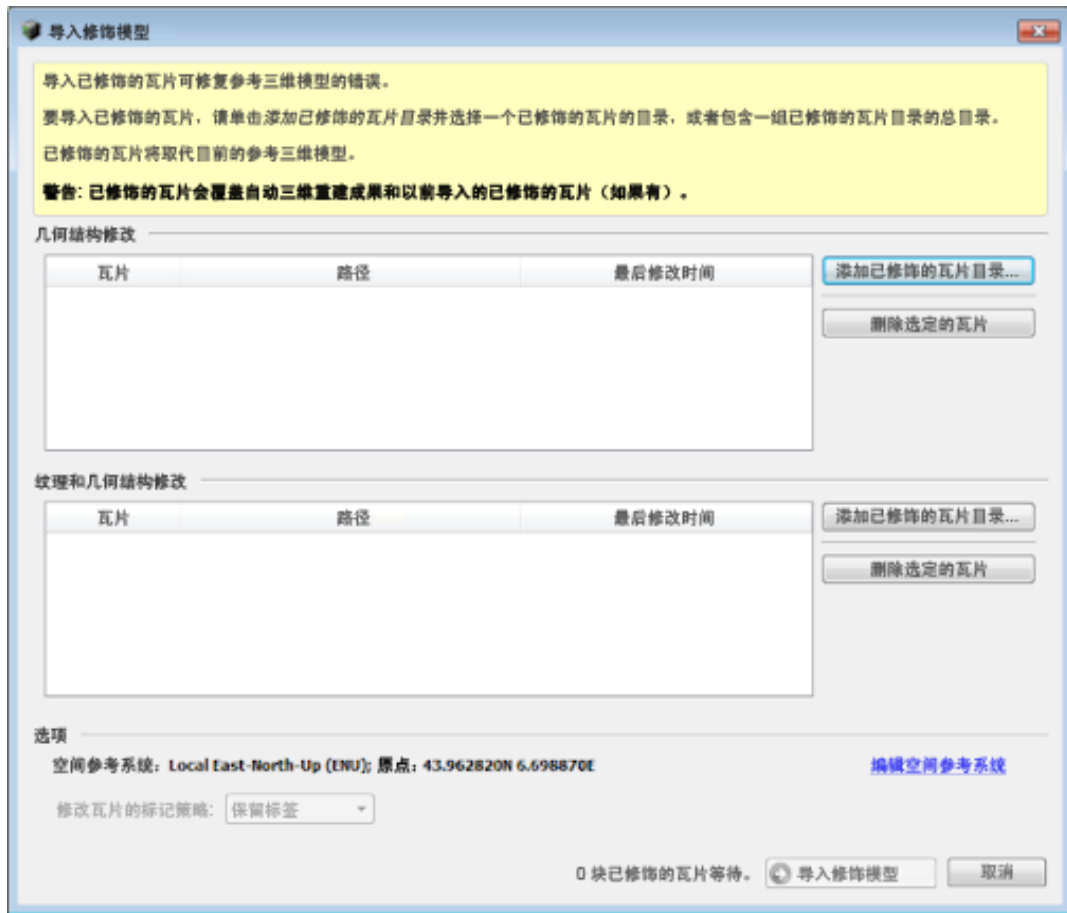 导入修饰模型
导入已修饰的瓦片可修复参考三维模型的错误。
要导入已修饰的瓦片，请单击添加已修饰的瓦片目录并选择一个已修饰的瓦片的目录，或者包含一组已修饰的瓦片目录的总目录。
已修饰的瓦片将取代目前的参考三维模型。
警告: 已修饰的瓦片会覆盖自动三维重建成果和以前导入的已修饰的瓦片（如果有）。
几何结构修改
瓦片 路径 最后修改时间
添加已修饰的瓦片目录...
删除选定的瓦片
纹理和几何结构修改
瓦片 路径 最后修改时间
添加已修饰的瓦片目录...
删除选定的瓦片
选项
空间参考系统: Local East-North-Up (ENU); 原点: 43.962820N 6.698870E 编辑空间参考系统
修改瓦片的标记策略: 保留标签
0 块已修饰的瓦片等待。 导入修饰模型 取消